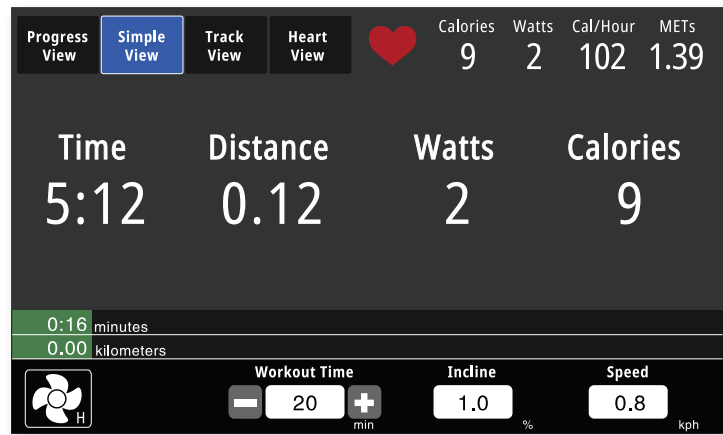 Progress View
Simple View
Track View
Heart View
Calories Watts Cal/Hour METs
9 2 102 1.39
Time Distance Watts Calories
5:12 0.12 2 9
0:16 minutes
0.00 kilometers
Workout Time Incline Speed
H 20 min 1.0 % 0.8 kph